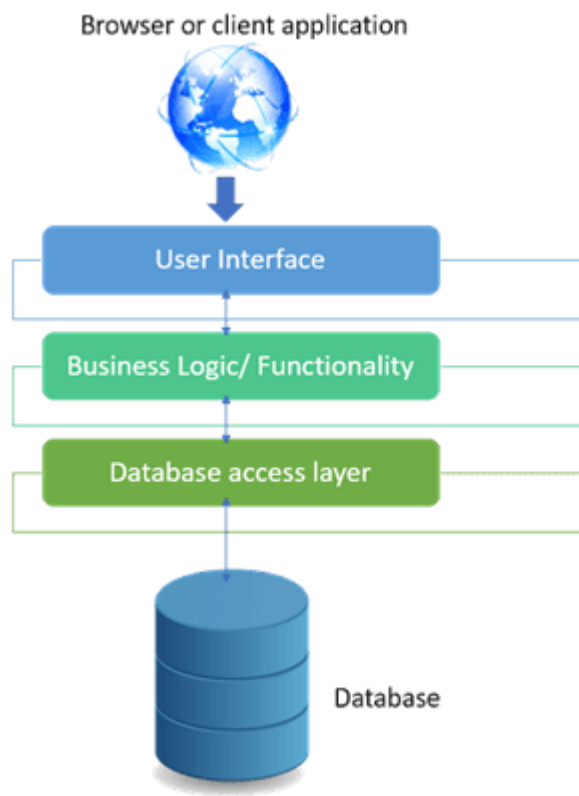 Browser or client application
User Interface
Business Logic/ Functionality
Database access layer
Database